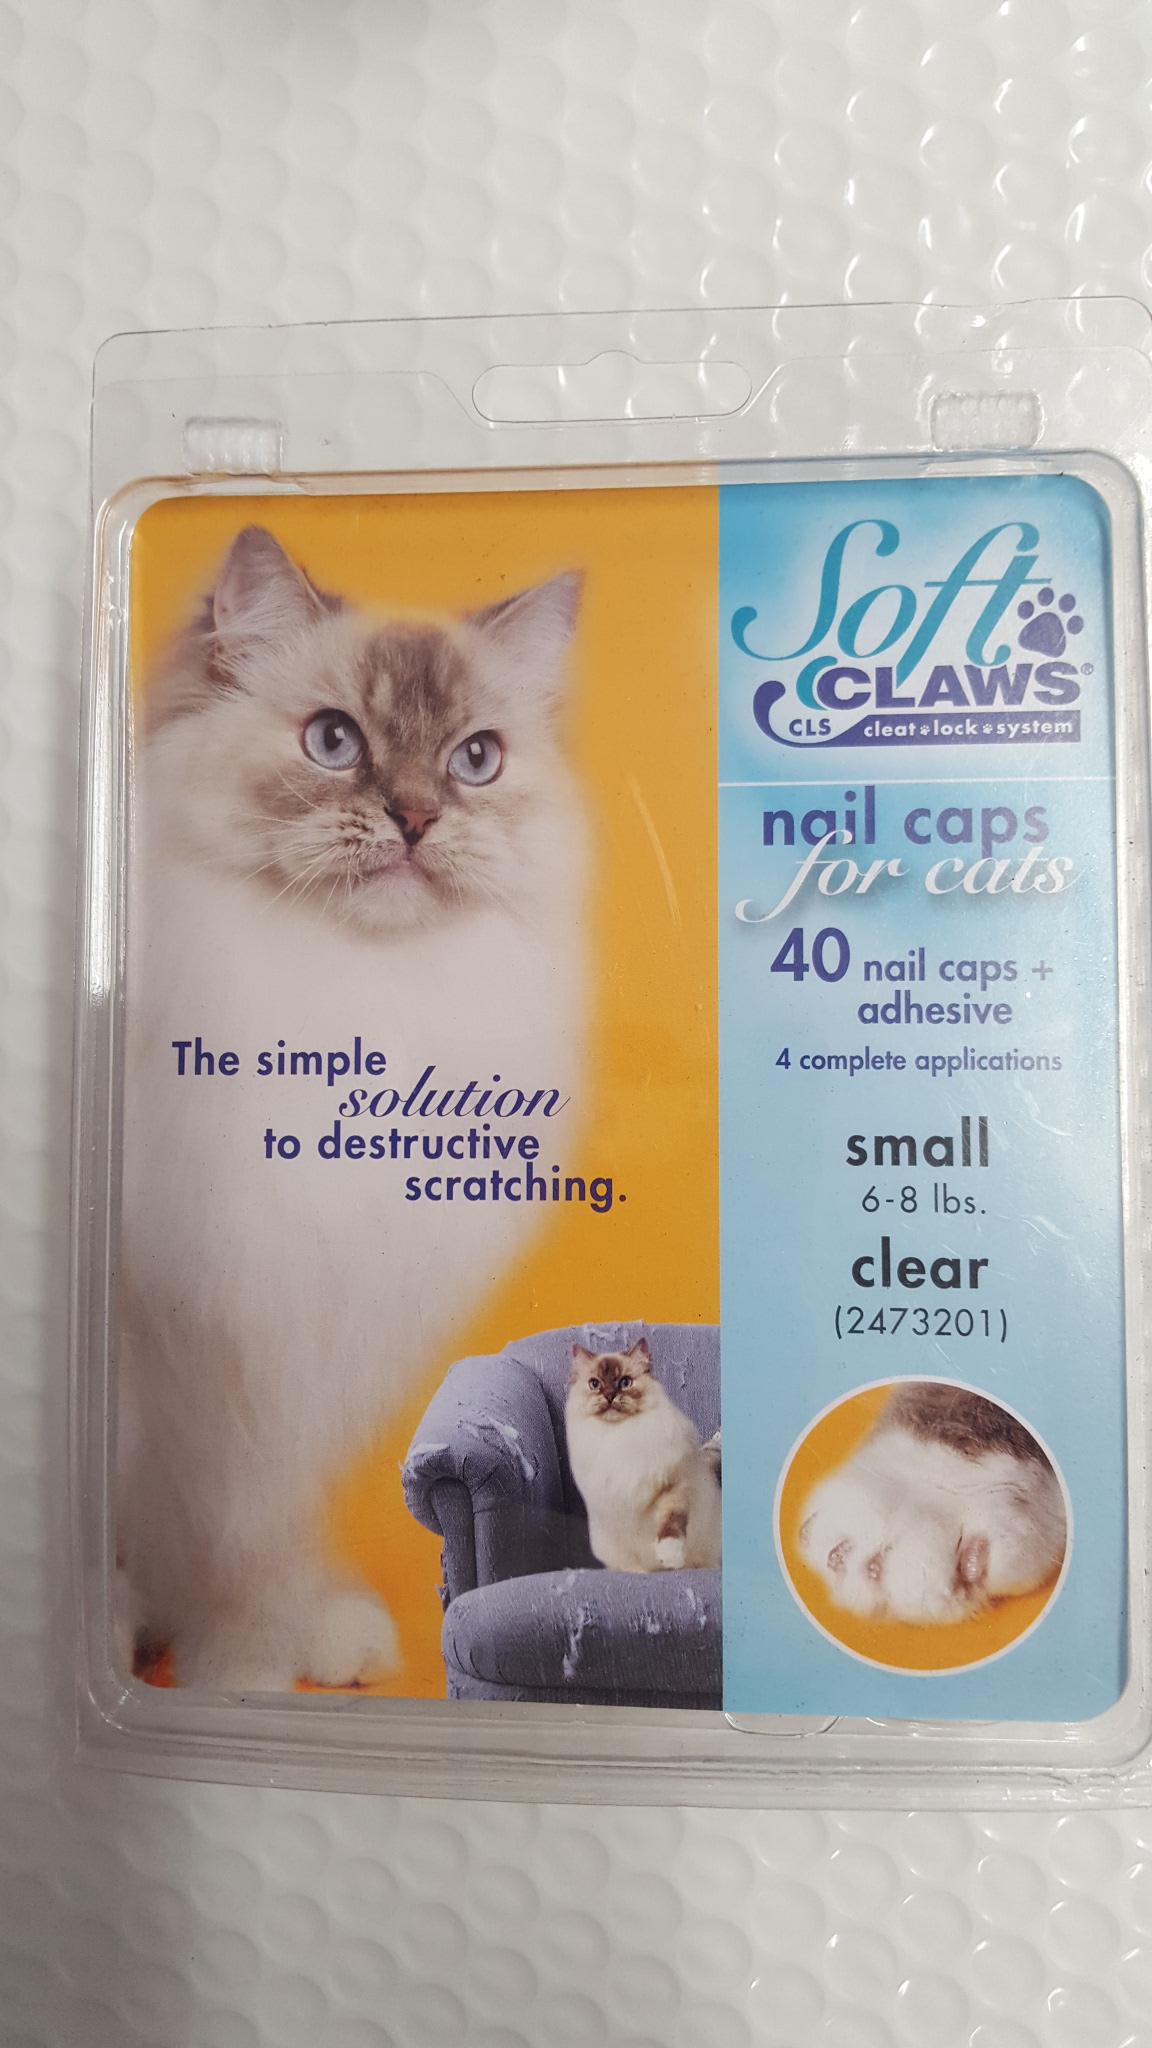 The simple
solution
to destructive
scratching.
Soft
CLAWS®
CLS cleat lock system
nail caps
for cats
40 nail caps +
adhesive
4 complete applications
small
6-8 lbs.
clear
(2473201)